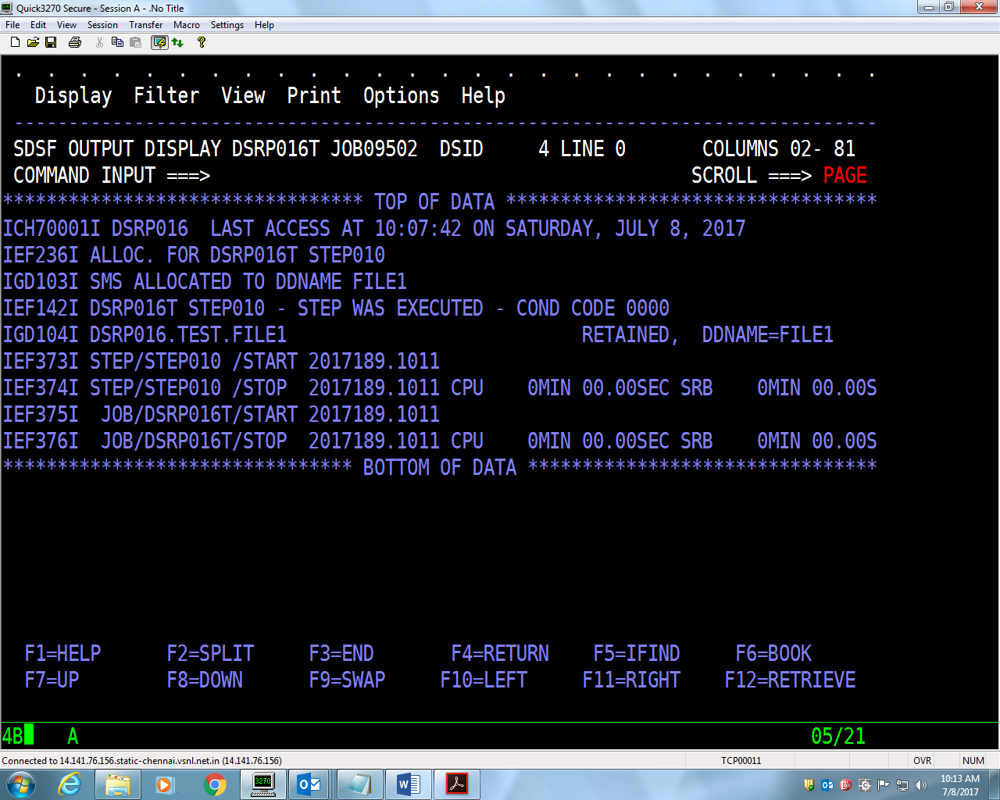 Quick3270 Secure - Session A - .No Title
File Edit View Session Transfer Macro Settings Help
. . . . . . . . . . . . . . . . . . . . . . . . . . .
Display Filter View Print Options Help
-------------------------------------------------------------------------------
SDSF OUTPUT DISPLAY DSRP016T JOB09502 DSID 4 LINE 0 COLUMNS 02- 81
COMMAND INPUT ===> SCROLL ===> PAGE
********************************* TOP OF DATA **********************************
ICH70001I DSRP016 LAST ACCESS AT 10:07:42 ON SATURDAY, JULY 8, 2017
IEF236I ALLOC. FOR DSRP016T STEP010
IGD103I SMS ALLOCATED TO DDNAME FILE1
IEF142I DSRP016T STEP010 - STEP WAS EXECUTED - COND CODE 0000
IGD104I DSRP016.TEST.FILE1 RETAINED, DDNAME=FILE1
IEF373I STEP/STEP010 /START 2017189.1011
IEF374I STEP/STEP010 /STOP 2017189.1011 CPU 0MIN 00.00SEC SRB 0MIN 00.00S
IEF375I JOB/DSRP016T/START 2017189.1011
IEF376I JOB/DSRP016T/STOP 2017189.1011 CPU 0MIN 00.00SEC SRB 0MIN 00.00S
******************************** BOTTOM OF DATA ********************************
F1=HELP F2=SPLIT F3=END F4=RETURN F5=IFIND F6=BOOK
F7=UP F8=DOWN F9=SWAP F10=LEFT F11=RIGHT F12=RETRIEVE
4B A 05/21
Connected to 14.141.76.156.static-chennai.vsnl.net.in (14.141.76.156) TCP00011 OVR NUM
3270 10:13 AM
7/8/2017